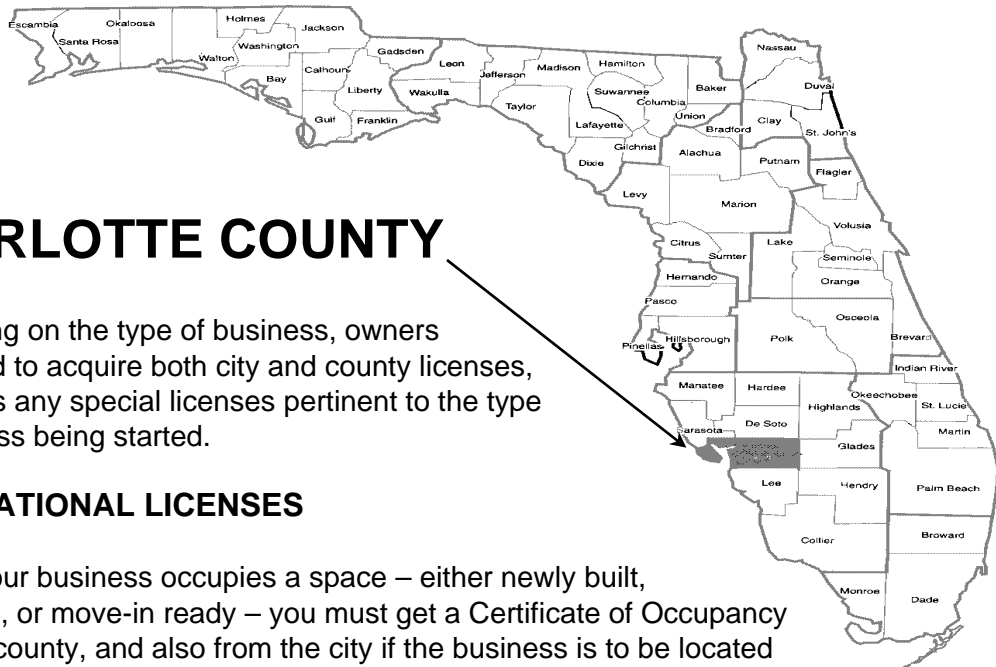 Escambia
Okaloosa
Holmes
Jackson
Santa Rosa
Washington
Walton
Bay
Calhoun
Gadsden
Liberty
Gulf
Franklin
Leon
Wakulla
Jefferson
Madison
Taylor
Hamilton
Suwannee
Columbia
Lafayette
Dixie
Gilchrist
Baker
Union
Bradford
Nassau
Duval
Clay
St. John's
Alachua
Putnam
Flagler
Levy
Marion
Volusia
RLOTTE COUNTY
Citrus
Sumter
Lake
Seminole
Hernando
Orange
Pasco
Osceola
ng on the type of business, owners
Pinellas
Hillsborough
Polk
Brevard
d to acquire both city and county licenses,
Indian River
s any special licenses pertinent to the type
Manatee
Hardee
Okeechobee
Highlands
St. Lucie
ss being started.
Sarasota
De Soto
Martin
Glades
ATIONAL LICENSES
Lee
Hendry
Palm Beach
Collier
Broward
our business occupies a space – either newly built,
Monroe
Dade
, or move-in ready – you must get a Certificate of Occupancy
county, and also from the city if the business is to be located